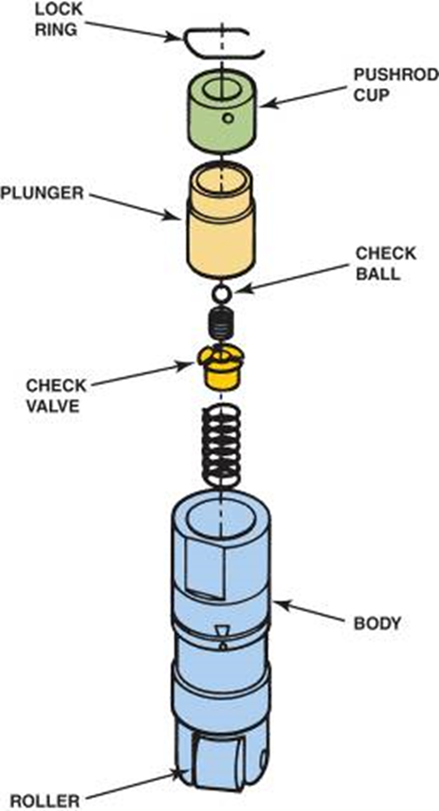 LOCK
RING
PUSHROD
CUP
PLUNGER
CHECK
BALL
CHECK
VALVE
BODY
ROLLER